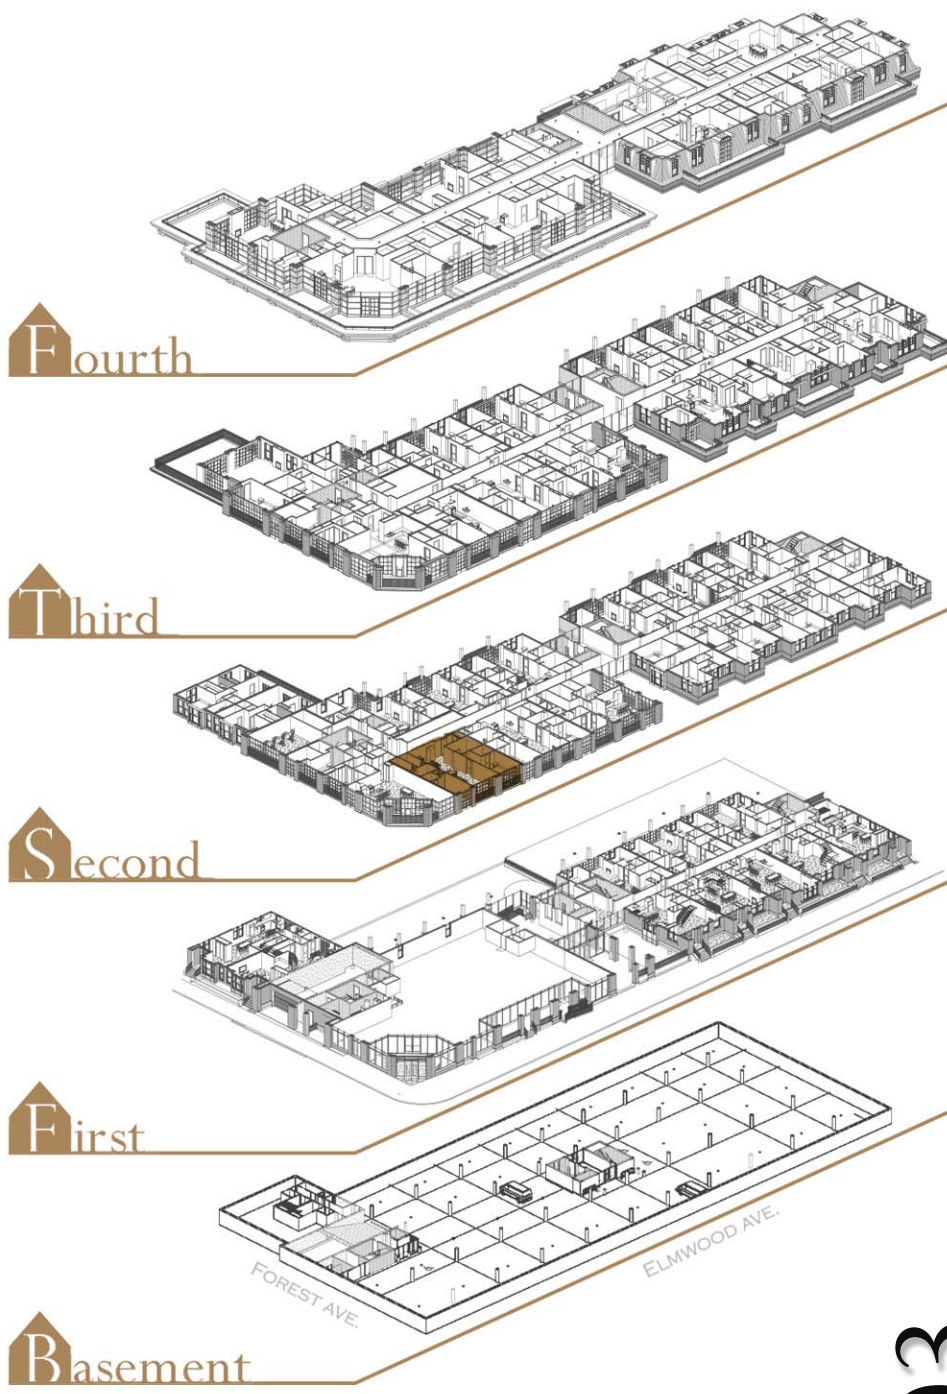 Fourth
Third
Second
First
FOREST AVE.
ELMWOOD AVE.
Basement